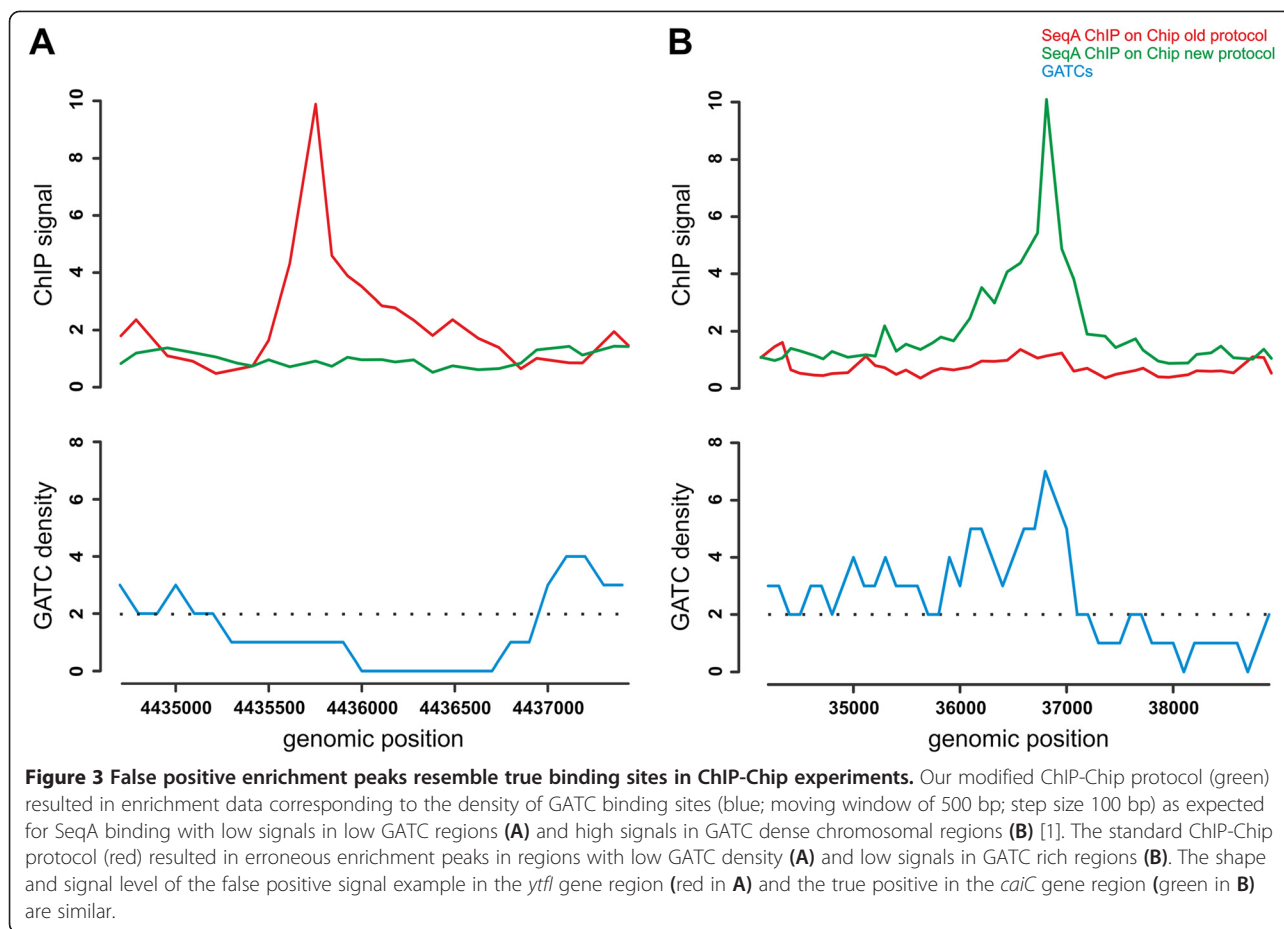 A
B
SeqA ChIP on Chip old protocol
SeqA ChIP on Chip new protocol
GATCs
ChIP signal
10
8
6
4
2
0
ChIP signal
10
8
6
4
2
0
GATC density
8
6
4
2
0
4435000 4435500 4436000 4436500 4437000
genomic position
GATC density
8
6
4
2
0
35000 36000 37000 38000
genomic position
Figure 3 False positive enrichment peaks resemble true binding sites in ChIP-Chip experiments. Our modified ChIP-Chip protocol (green)
resulted in enrichment data corresponding to the density of GATC binding sites (blue; moving window of 500 bp; step size 100 bp) as expected
for SeqA binding with low signals in low GATC regions (A) and high signals in GATC dense chromosomal regions (B) [1]. The standard ChIP-Chip
protocol (red) resulted in erroneous enrichment peaks in regions with low GATC density (A) and low signals in GATC rich regions (B). The shape
and signal level of the false positive signal example in the ytfI gene region (red in A) and the true positive in the caiC gene region (green in B)
are similar.